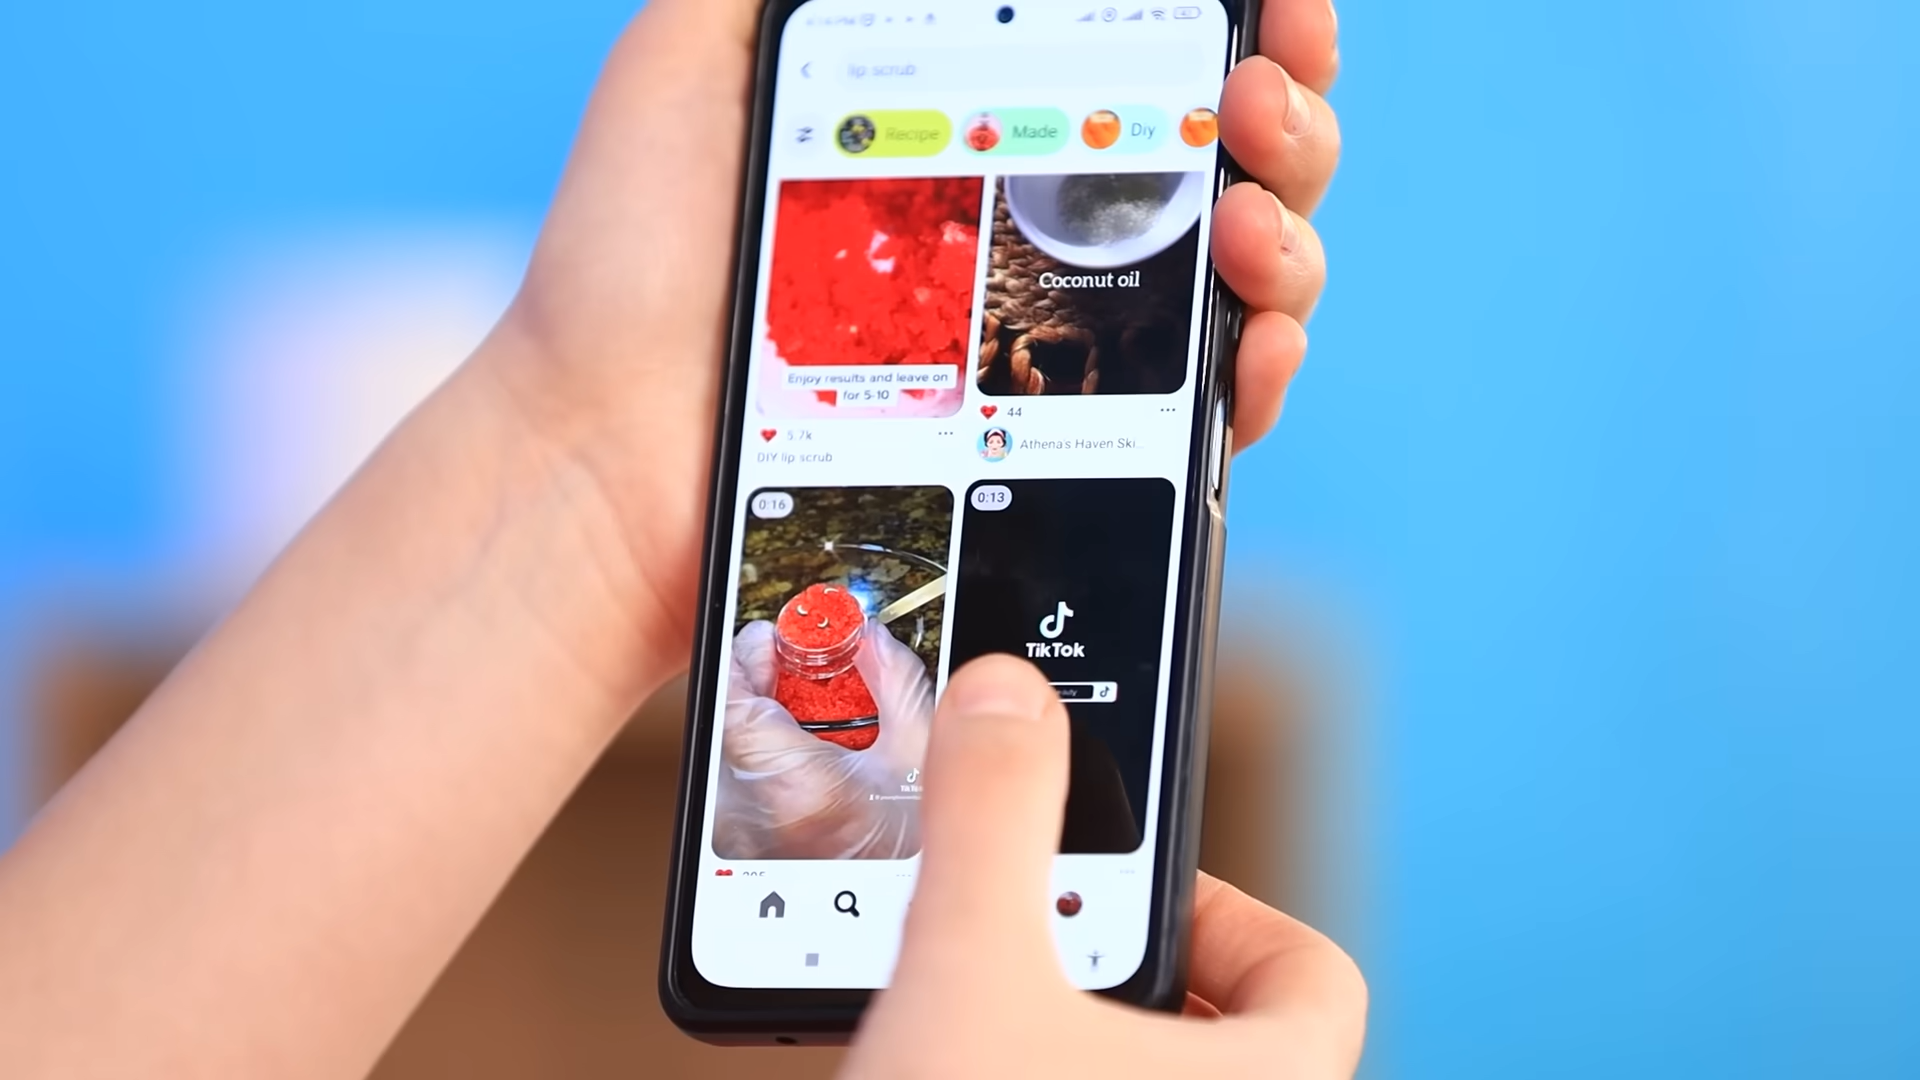 lip scrub
Recipe
Made
Diy
Enjoy results and leave on
for 5-10
Coconut oil
5.7k
44
DIY lip scrub
Athena's Haven Ski...
0:16
0:13
TikTok
TikTok